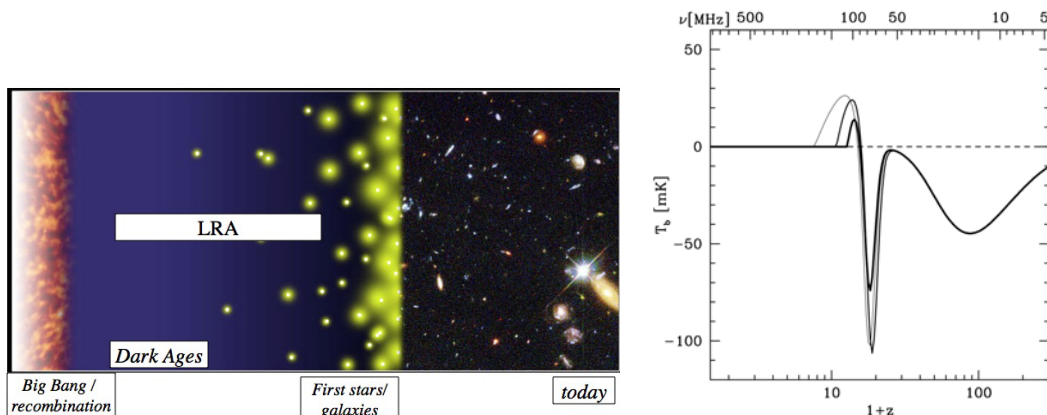 LRA
Dark Ages
Big Bang /
recombination
First stars/
galaxies
today
ν[MHz] 500 100 50 10 5
50
0
−50
−100
T_b [mK]
10 100
1+z